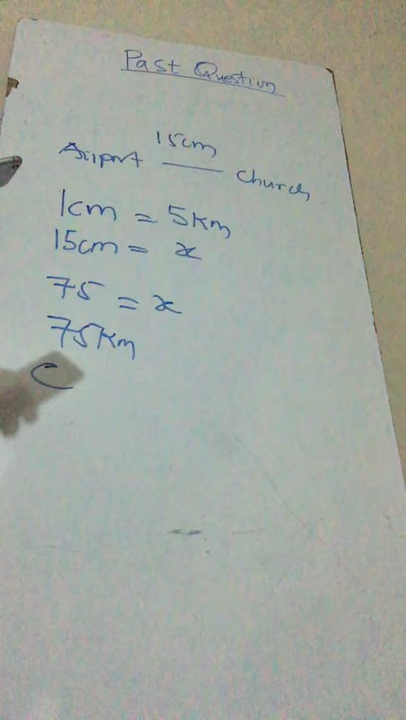 Past Question
15cm
Airport —— church
1cm = 5km
15cm = x
75 = x
75km
C